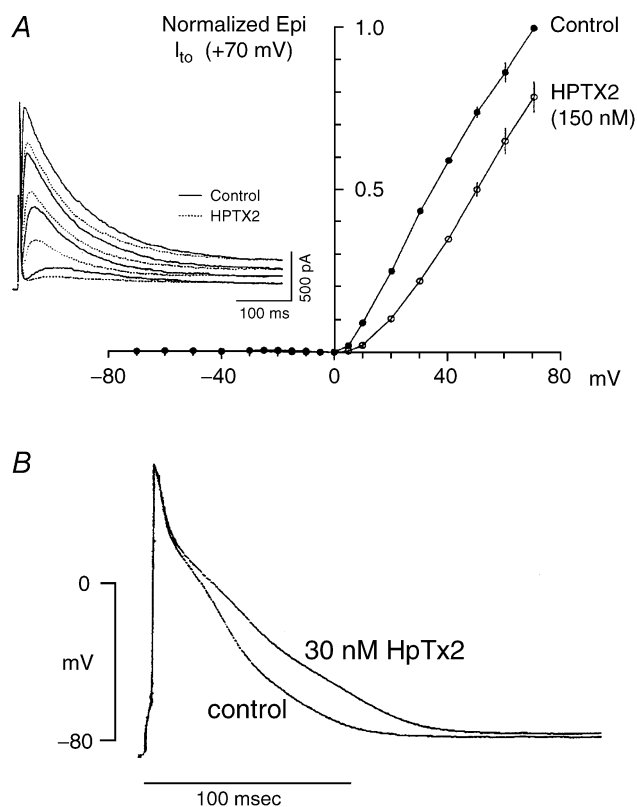 A
Normalized Epi
Ito (+70 mV)
1.0
Control
HPTX2
(150 nM)
0.5
Control
HPTX2
500 pA
100 ms
−80
−40
0
40
80
mV
B
0
mV
−80
30 nM HpTx2
control
100 msec